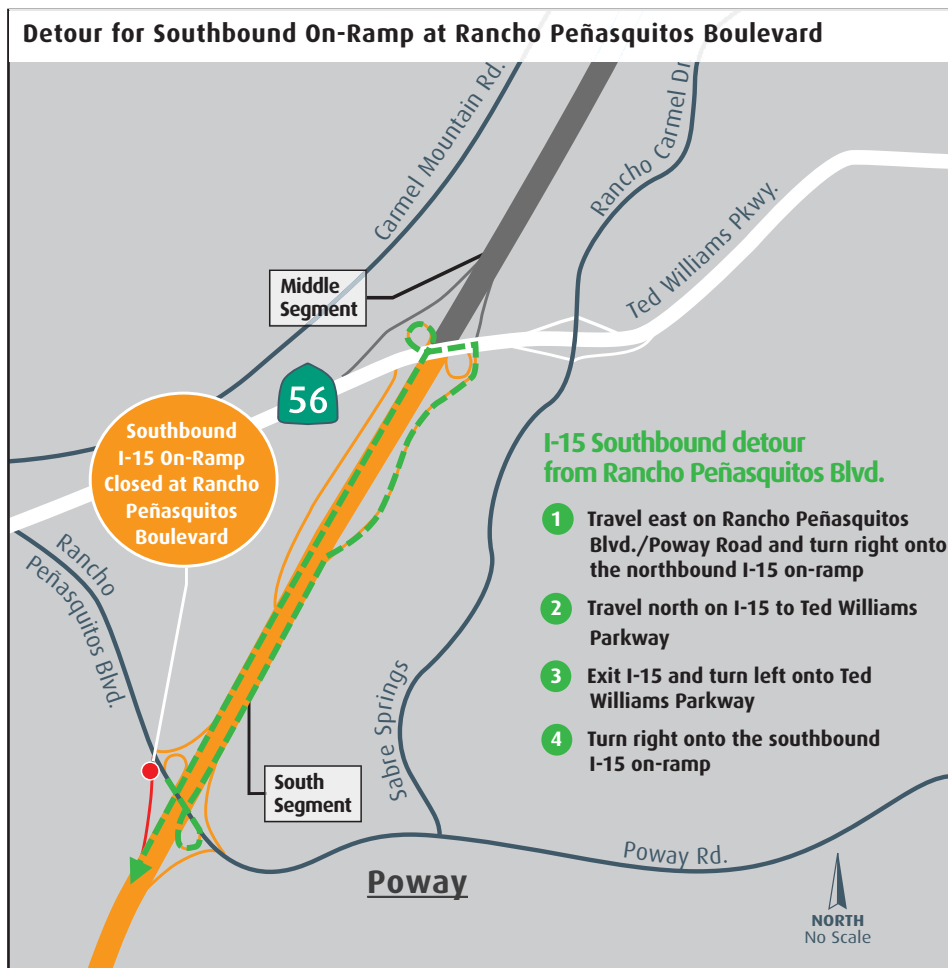 Detour for Southbound On-Ramp at Rancho Peñasquitos Boulevard
Carmel Mountain Rd.
Rancho Carmel Dr
Ted Williams Pkwy.
Middle
Segment
56
Southbound
I-15 On-Ramp
Closed at Rancho
Peñasquitos
Boulevard
Rancho
Peñasquitos Blvd.
I-15 Southbound detour
from Rancho Peñasquitos Blvd.
1 Travel east on Rancho Peñasquitos
Blvd./Poway Road and turn right onto
the northbound I-15 on-ramp
2 Travel north on I-15 to Ted Williams
Parkway
3 Exit I-15 and turn left onto Ted
Williams Parkway
4 Turn right onto the southbound
I-15 on-ramp
Sabre Springs
South
Segment
Poway Rd.
Poway
NORTH
No Scale